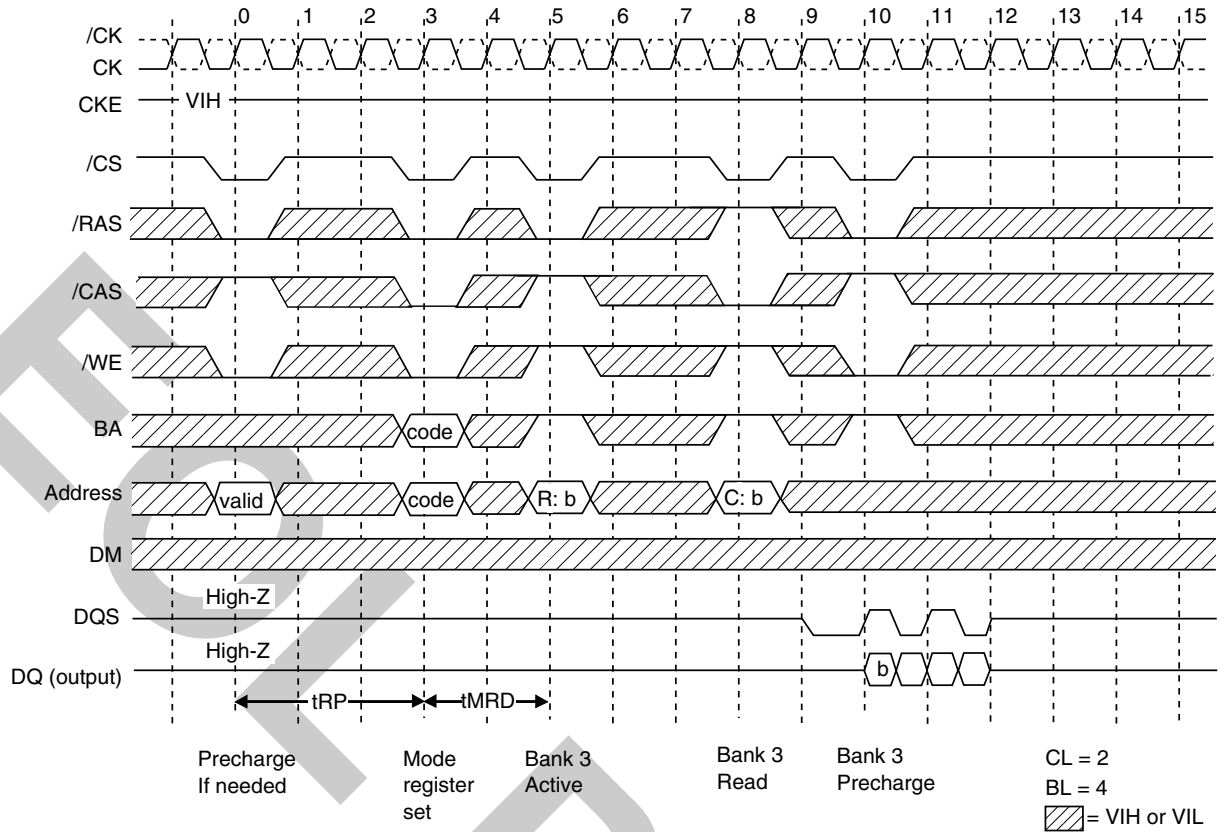 0 1 2 3 4 5 6 7 8 9 10 11 12 13 14 15
/CK
CK
CKE VIH
/CS
/RAS
/CAS
/WE
BA code
Address valid code R: b C: b
DM
High-Z
DQS
High-Z
DQ (output) b
tRP tMRD
Precharge
If needed
Mode
register
set
Bank 3
Active
Bank 3
Read
Bank 3
Precharge
CL = 2
BL = 4
= VIH or VIL